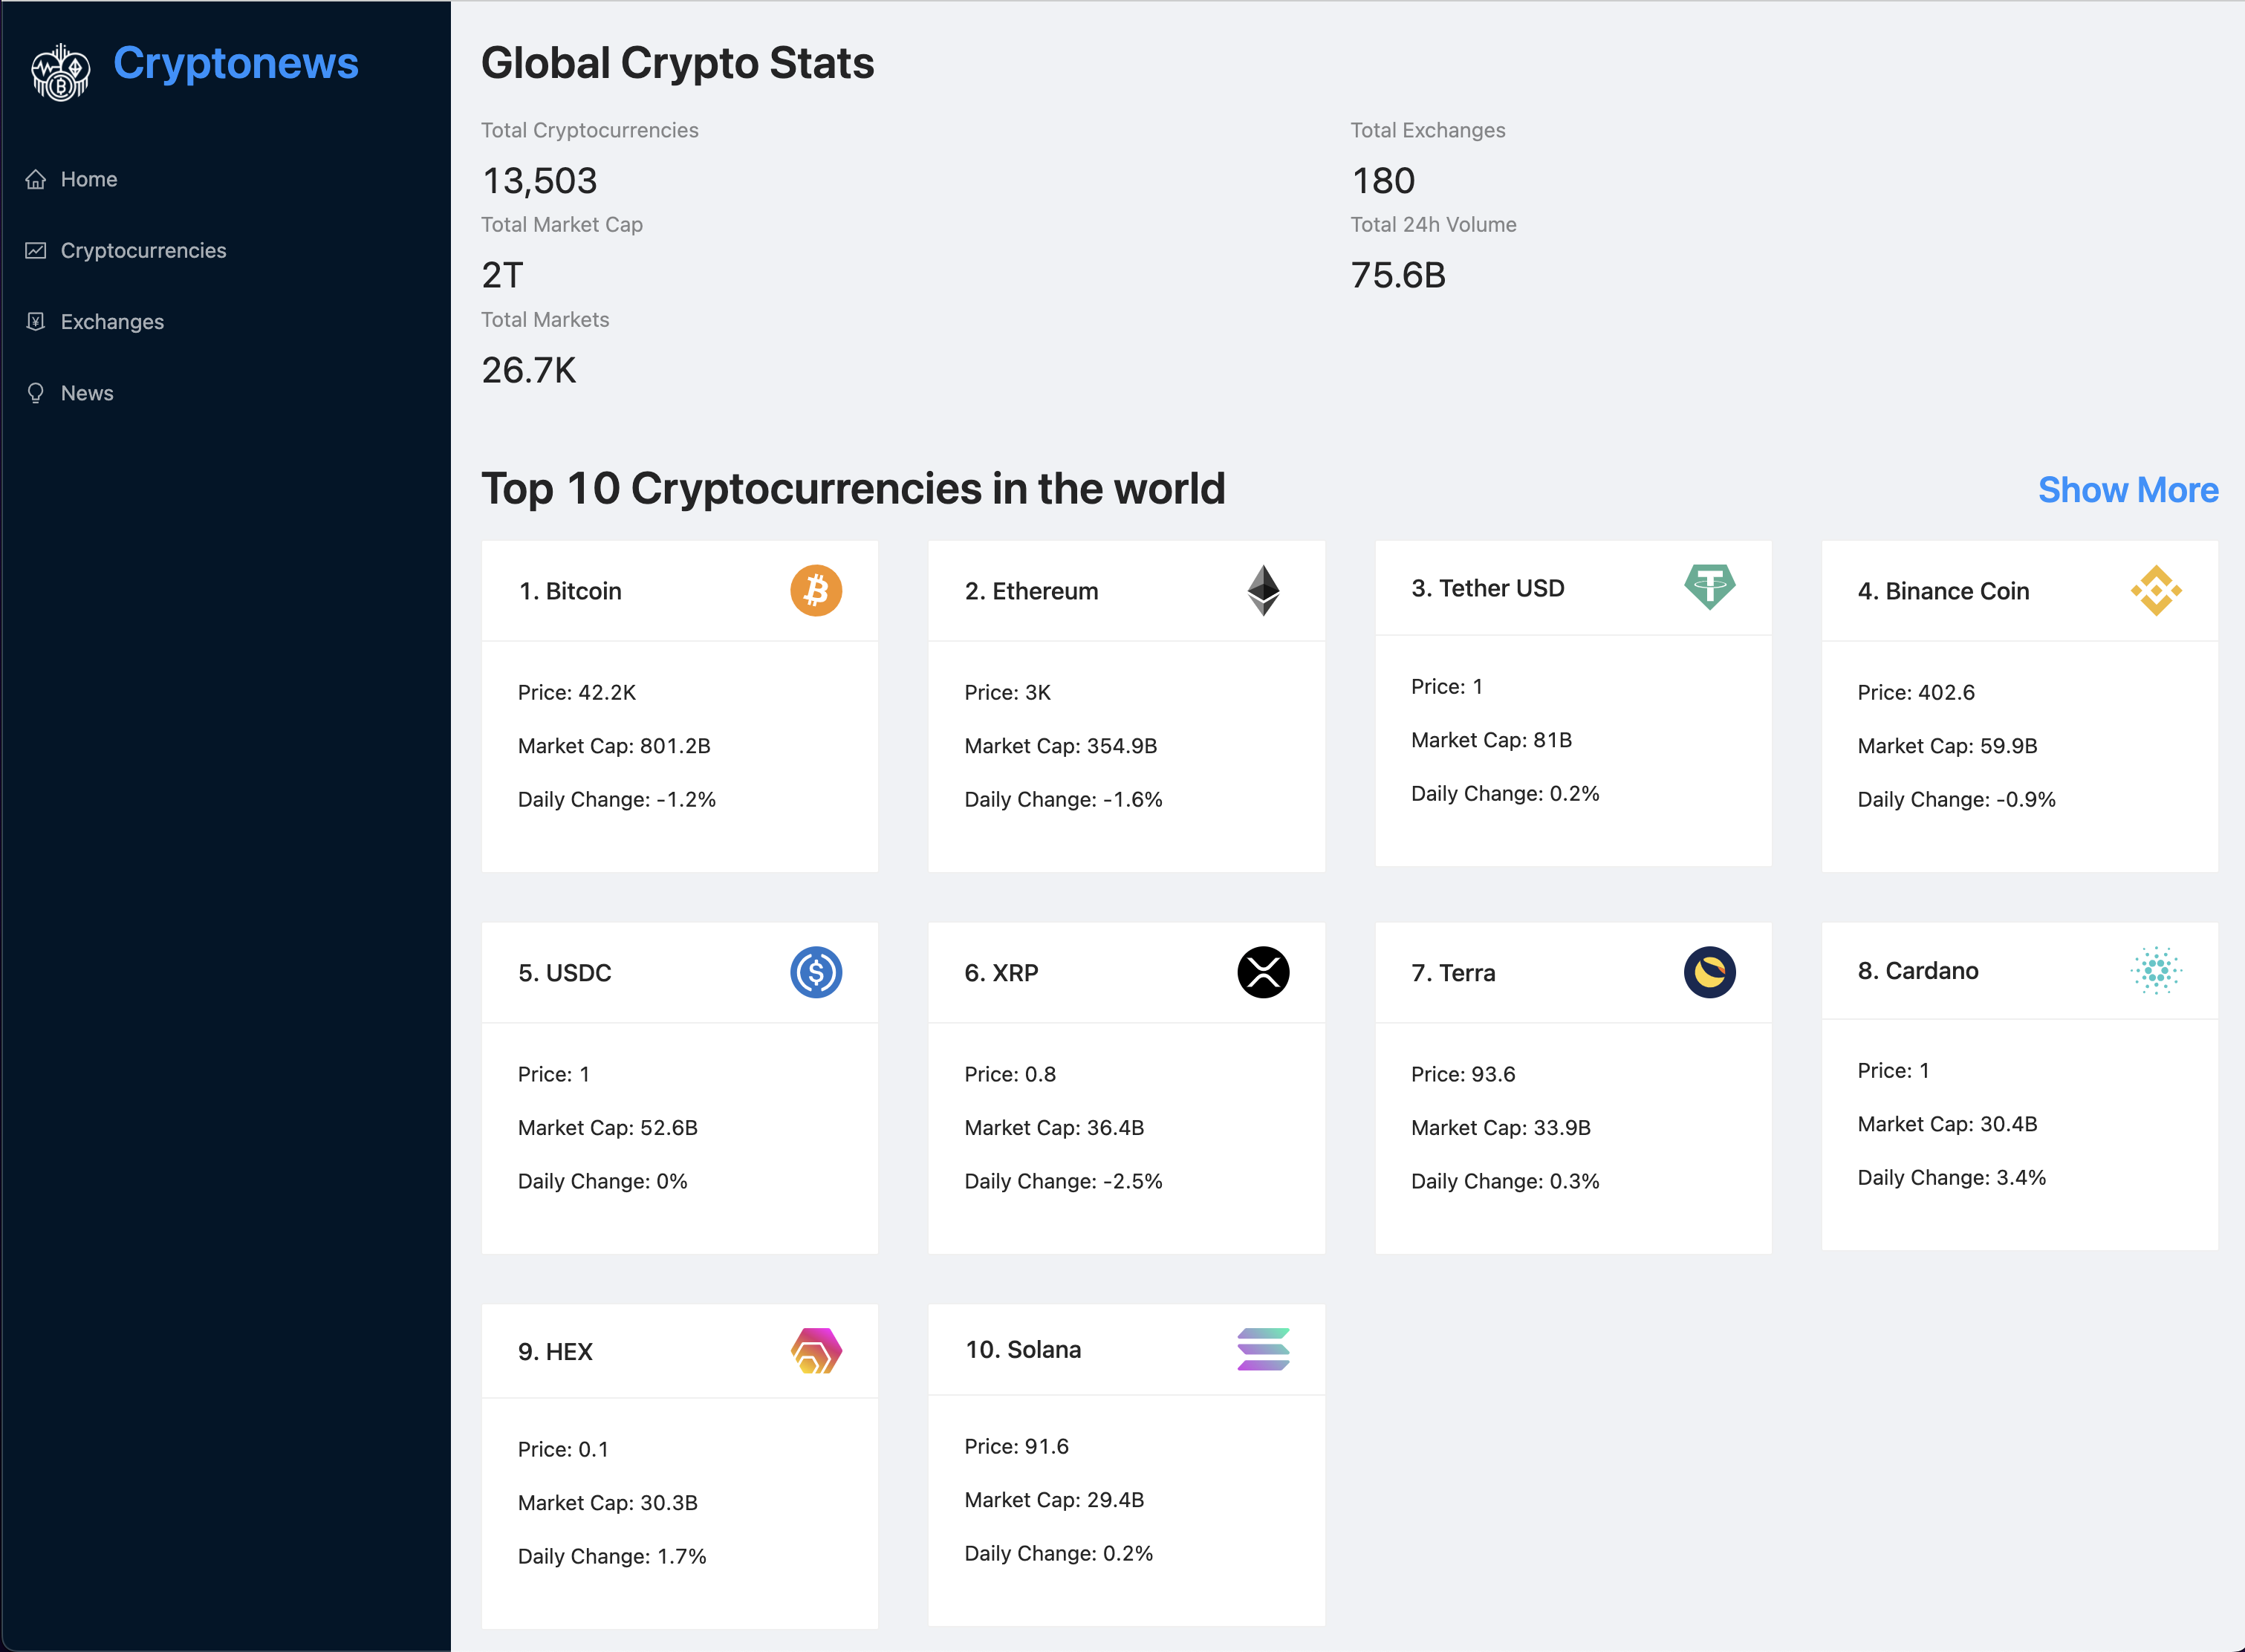 Cryptonews
Home
Cryptocurrencies
Exchanges
News
Global Crypto Stats
Total Cryptocurrencies
13,503
Total Exchanges
180
Total Market Cap
2T
Total 24h Volume
75.6B
Total Markets
26.7K
Top 10 Cryptocurrencies in the world
Show More
1. Bitcoin
Price: 42.2K
Market Cap: 801.2B
Daily Change: -1.2%
2. Ethereum
Price: 3K
Market Cap: 354.9B
Daily Change: -1.6%
3. Tether USD
Price: 1
Market Cap: 81B
Daily Change: 0.2%
4. Binance Coin
Price: 402.6
Market Cap: 59.9B
Daily Change: -0.9%
5. USDC
Price: 1
Market Cap: 52.6B
Daily Change: 0%
6. XRP
Price: 0.8
Market Cap: 36.4B
Daily Change: -2.5%
7. Terra
Price: 93.6
Market Cap: 33.9B
Daily Change: 0.3%
8. Cardano
Price: 1
Market Cap: 30.4B
Daily Change: 3.4%
9. HEX
Price: 0.1
Market Cap: 30.3B
Daily Change: 1.7%
10. Solana
Price: 91.6
Market Cap: 29.4B
Daily Change: 0.2%